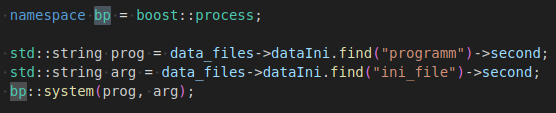 namespace bp = boost::process;
std::string prog = data_files->dataIni.find("programm")->second;
std::string arg = data_files->dataIni.find("ini_file")->second;
bp::system(prog, arg);